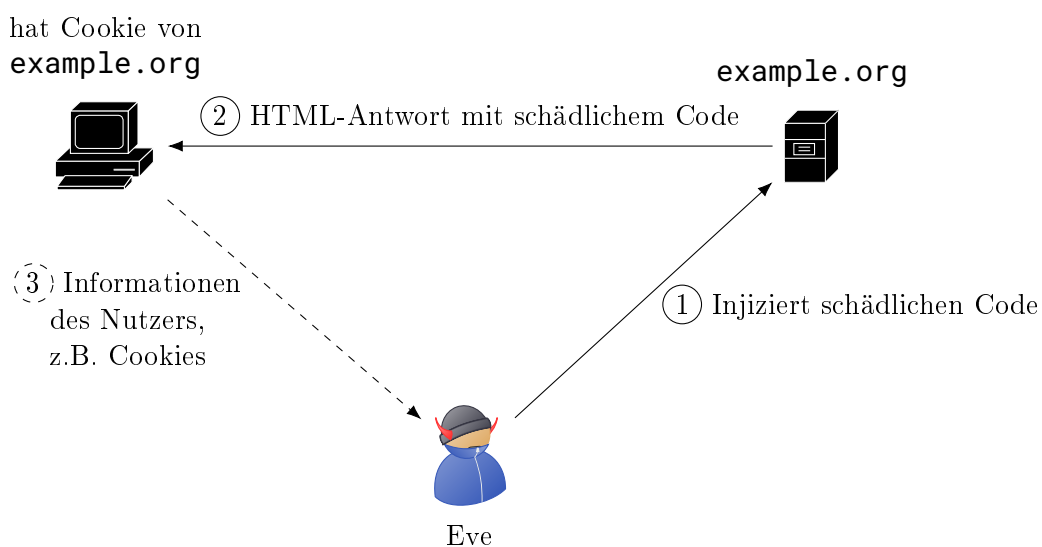 hat Cookie von
example.org
example.org
2 HTML-Antwort mit schädlichem Code
3 Informationen
des Nutzers,
z.B. Cookies
1 Injiziert schädlichen Code
Eve